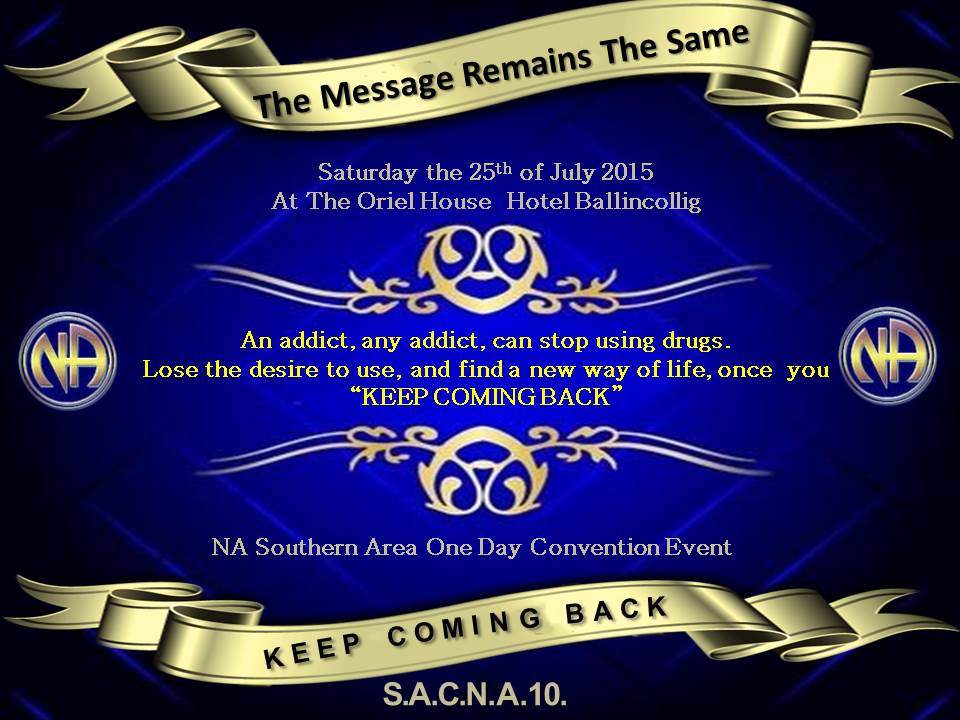 The Message Remains The Same
Saturday the 25th of July 2015
At The Oriel House Hotel Ballincollig
NA NA
An addict, any addict, can stop using drugs.
Lose the desire to use, and find a new way of life, once you
“KEEP COMING BACK”
NA Southern Area One Day Convention Event
KEEP COMING BACK
S.A.C.N.A.10.